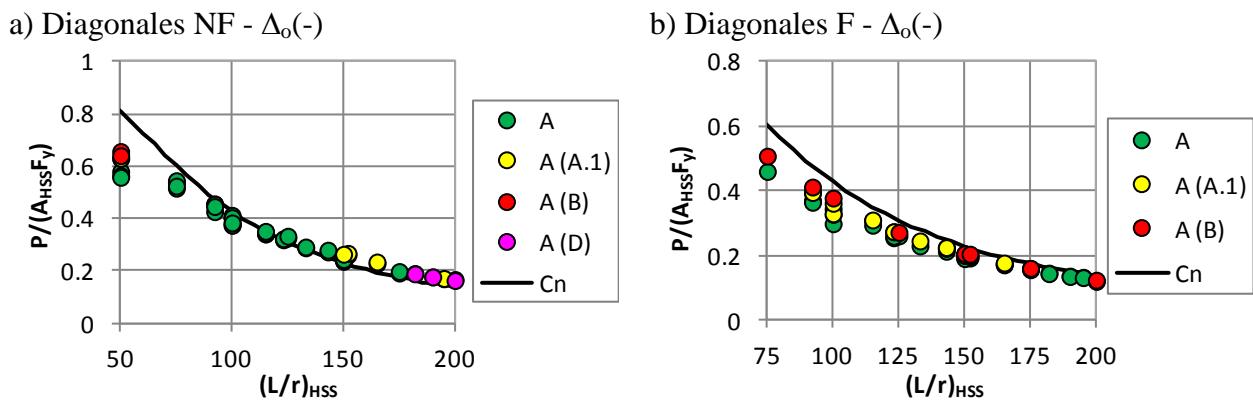 a) Diagonales NF - Δo(-)
1
0.8
0.6
0.4
0.2
0
50
100
150
200
P/(AHSSFy)
(L/r)HSS
A
A (A.1)
A (B)
A (D)
Cn
b) Diagonales F - Δo(-)
0.8
0.6
0.4
0.2
0
75
100
125
150
175
200
P/(AHSSFy)
(L/r)HSS
A
A (A.1)
A (B)
Cn